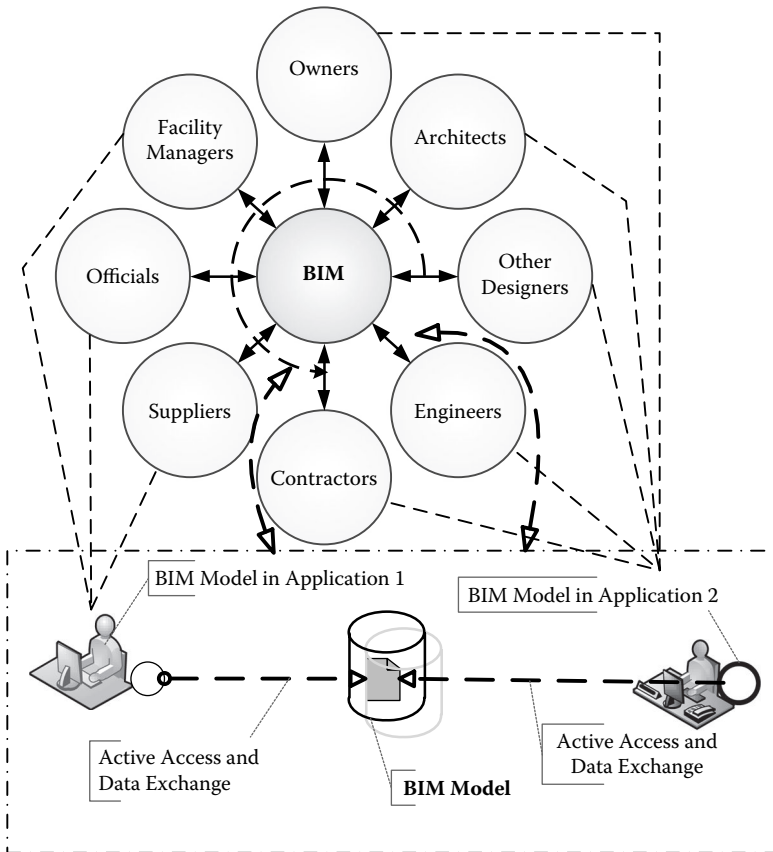 Owners
Facility
Managers
Architects
Officials
BIM
Other
Designers
Suppliers
Engineers
Contractors
BIM Model in Application 1
BIM Model in Application 2
Active Access and
Data Exchange
BIM Model
Active Access and
Data Exchange